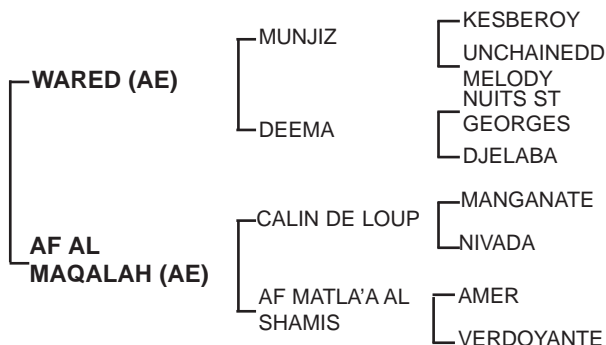 WARED (AE)
MUNJIZ
KESBEROY
UNCHAINEDD
MELODY
DEEMA
NUITS ST
GEORGES
DJELABA
AF AL
MAQALAH (AE)
CALIN DE LOUP
MANGANATE
NIVADA
AF MATLA'A AL
SHAMIS
AMER
VERDOYANTE